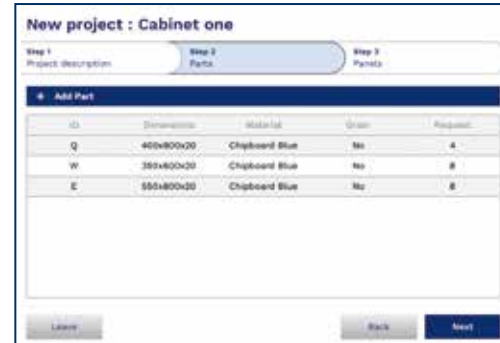 New project : Cabinet one
Step 1 Step 2 Step 3
Project description Parts Panels
+ Add Part
ID Dimensions Material Grain Request.
Q 400x800x20 Chipboard Blue No 4
W 350x600x20 Chipboard Blue No 8
E 550x800x20 Chipboard Blue No 8
Leave Back Next